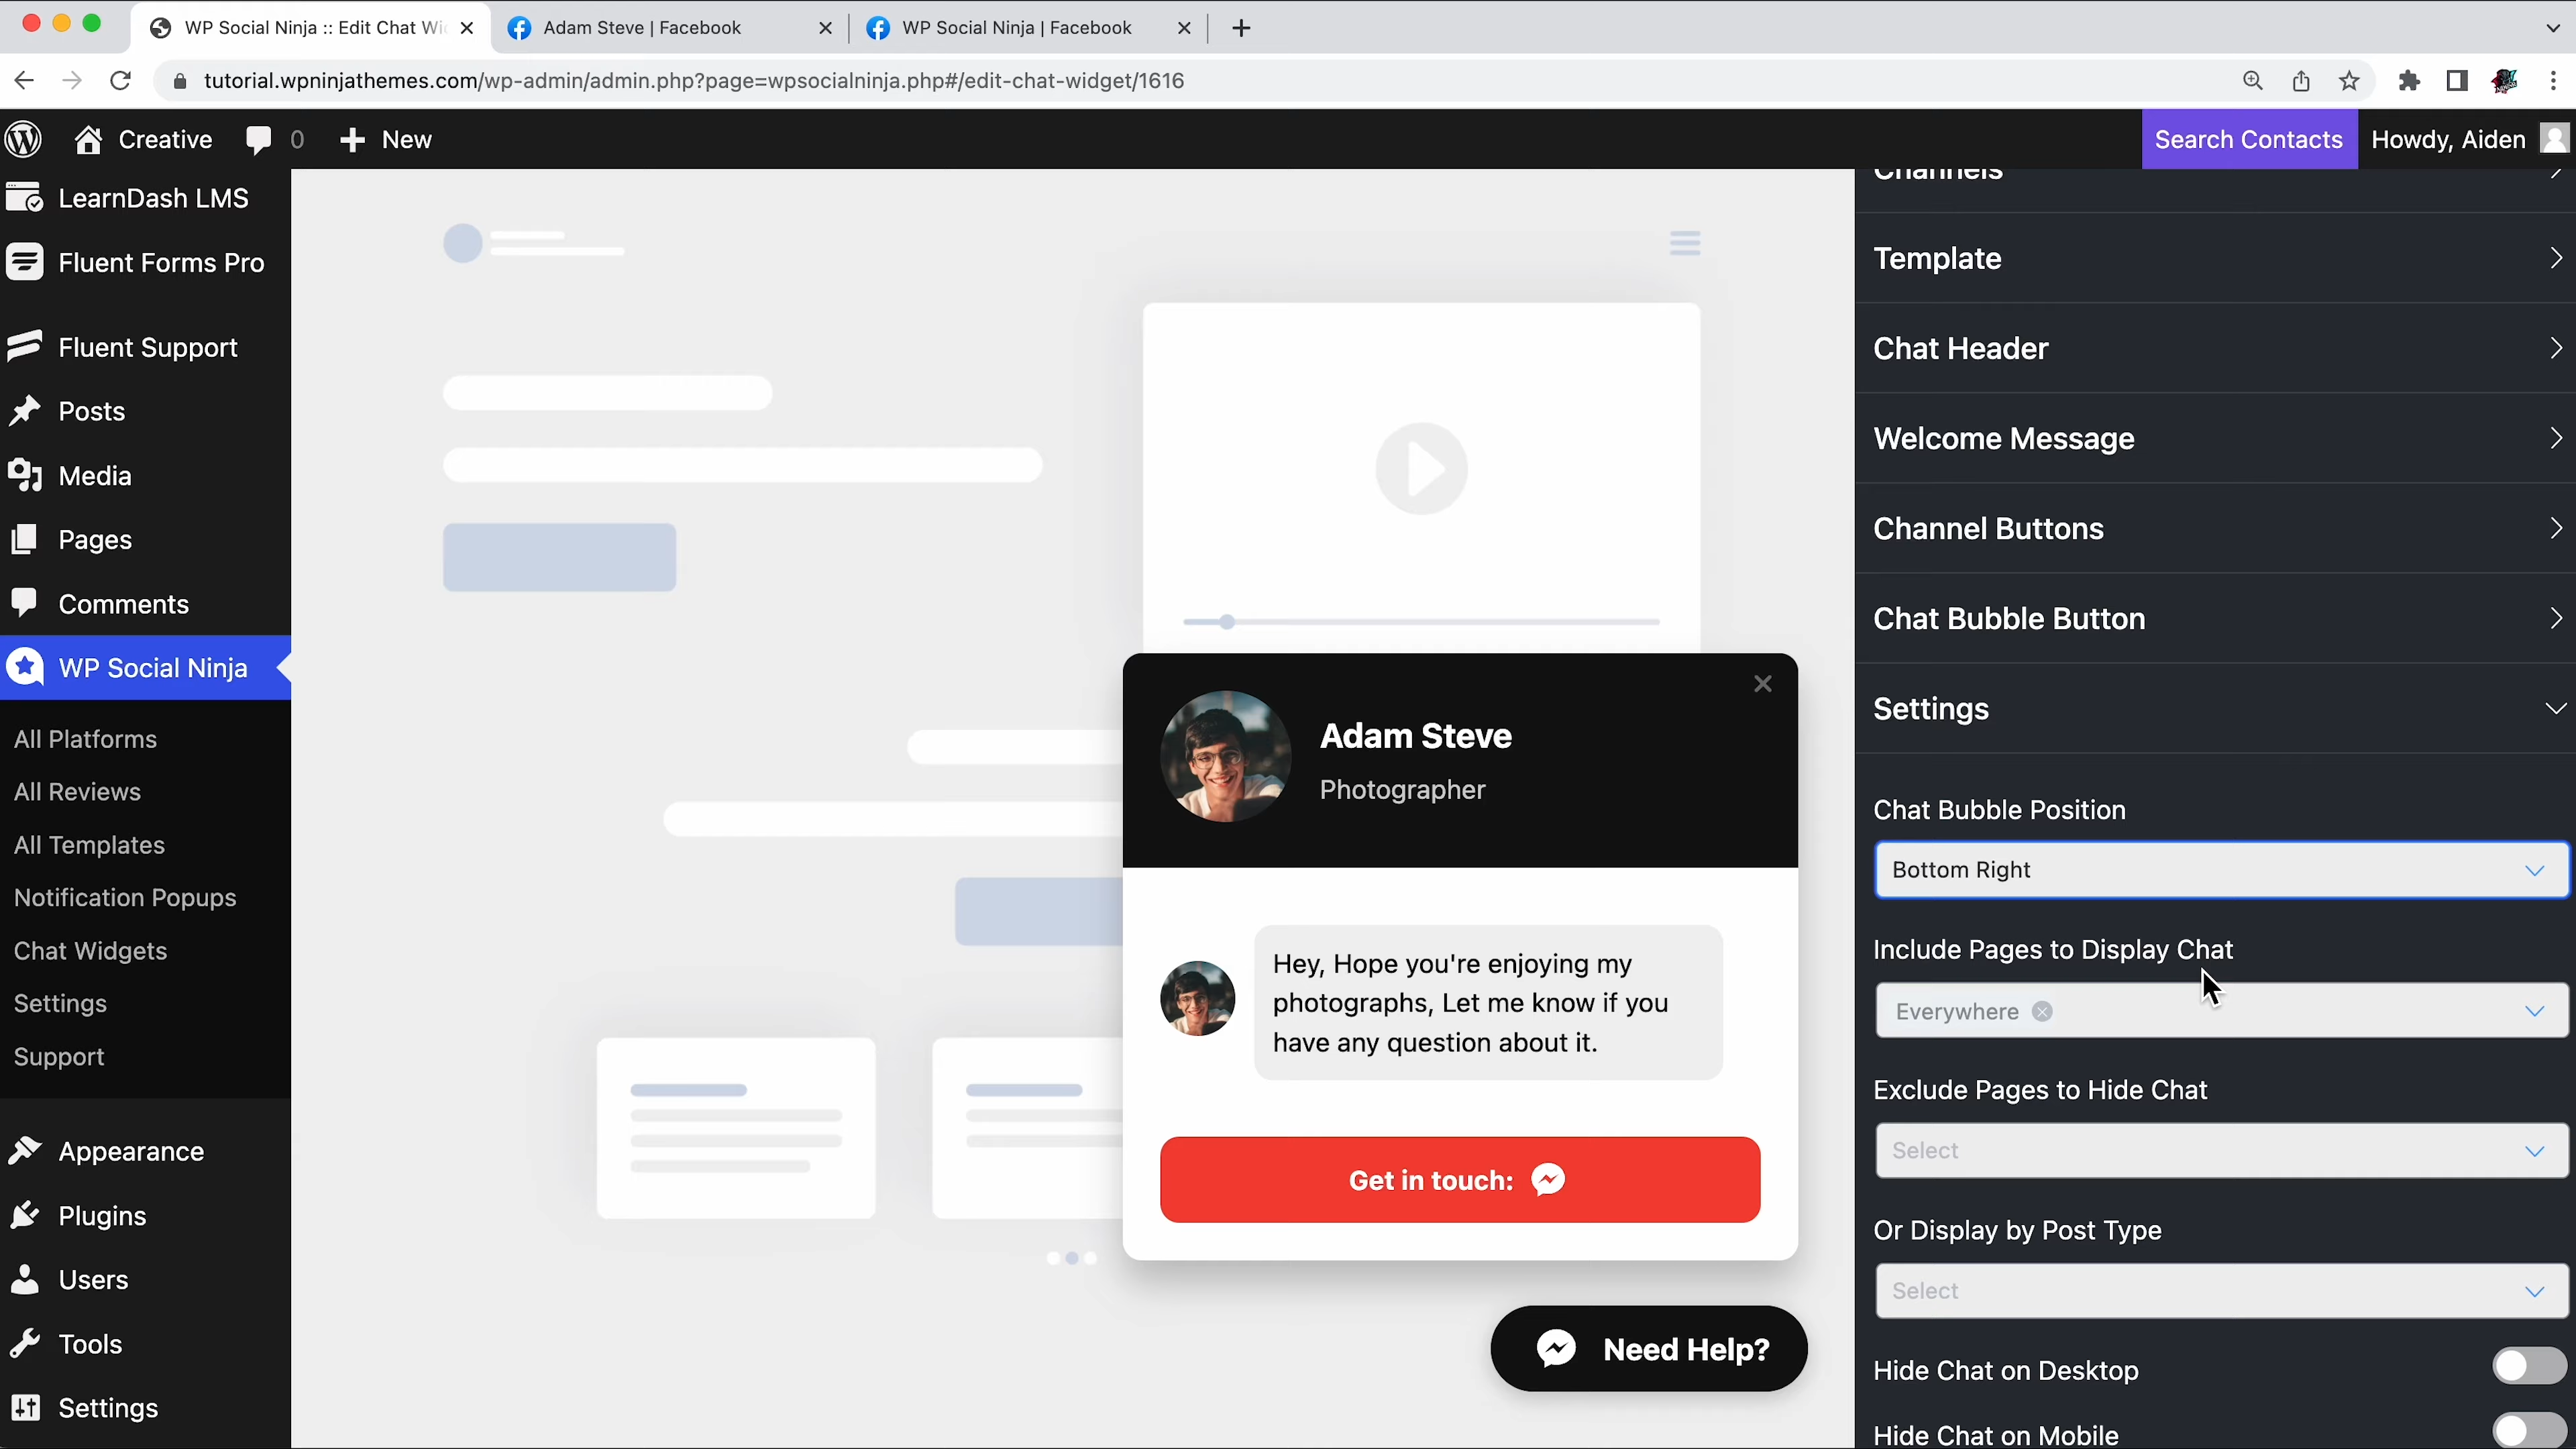 WP Social Ninja :: Edit Chat Wi
Adam Steve | Facebook
WP Social Ninja | Facebook
tutorial.wpninjathemes.com/wp-admin/admin.php?page=wpsocialninja.php#/edit-chat-widget/1616
Creative
0
New
Search Contacts
Howdy, Aiden
LearnDash LMS
Fluent Forms Pro
Fluent Support
Posts
Media
Pages
Comments
WP Social Ninja
All Platforms
All Reviews
All Templates
Notification Popups
Chat Widgets
Settings
Support
Appearance
Plugins
Users
Tools
Settings
Adam Steve
Photographer
Hey, Hope you're enjoying my
photographs, Let me know if you
have any question about it.
Get in touch:
Need Help?
Channels
Template
Chat Header
Welcome Message
Channel Buttons
Chat Bubble Button
Settings
Chat Bubble Position
Bottom Right
Include Pages to Display Chat
Everywhere
Exclude Pages to Hide Chat
Select
Or Display by Post Type
Select
Hide Chat on Desktop
Hide Chat on Mobile